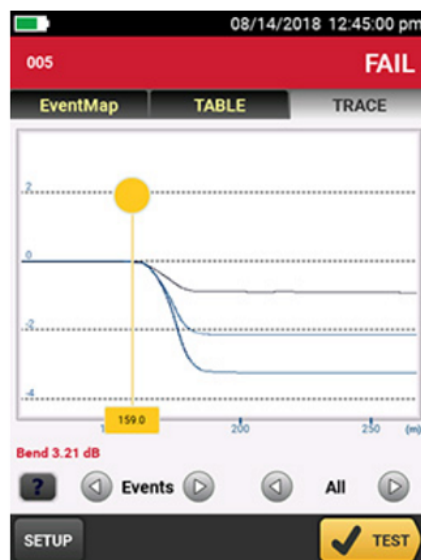 08/14/2018 12:45:00 pm
005 FAIL
EventMap TABLE TRACE
2
0
-2
-4
159.0 200 250 (m)
Bend 3.21 dB
? Events All
SETUP TEST